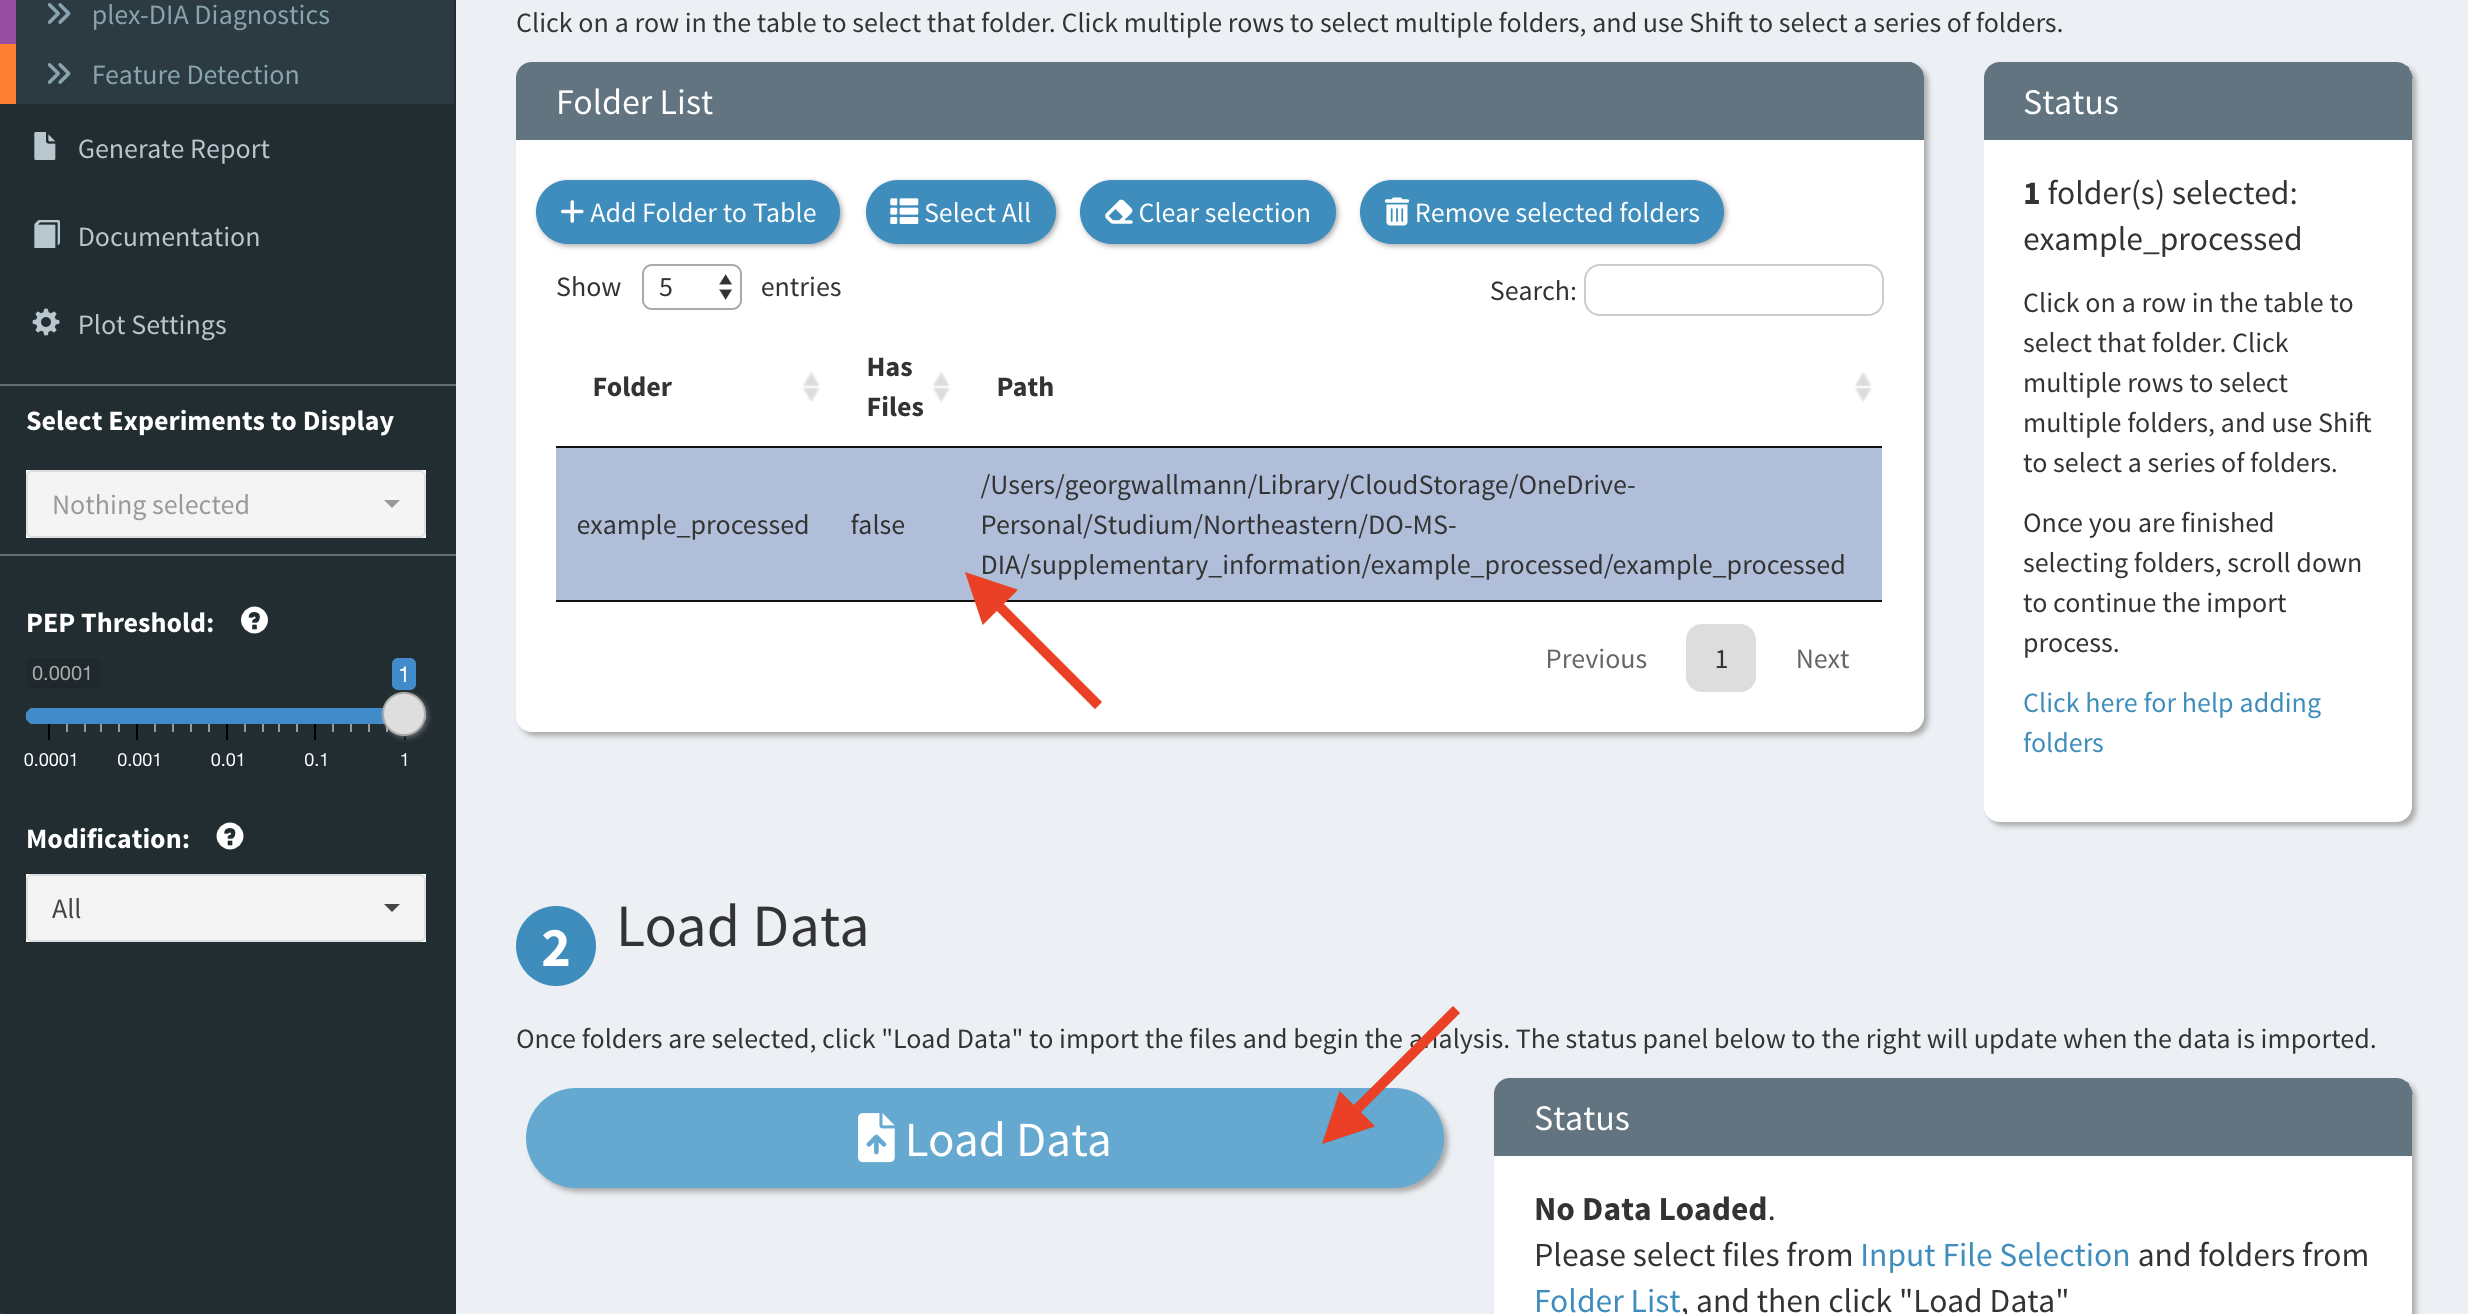 plex-DIA Diagnostics
Feature Detection
Generate Report
Documentation
Plot Settings
Select Experiments to Display
Nothing selected
PEP Threshold:
0.0001
1
0.0001 0.001 0.01 0.1 1
Modification:
All
Click on a row in the table to select that folder. Click multiple rows to select multiple folders, and use Shift to select a series of folders.
Folder List
Add Folder to Table
Select All
Clear selection
Remove selected folders
Show 5 entries
Search:
Folder
Has
Files
Path
example_processed
false
/Users/georgwallmann/Library/CloudStorage/OneDrive-
Personal/Studium/Northeastern/DO-MS-
DIA/supplementary_information/example_processed/example_processed
Previous 1 Next
Status
1 folder(s) selected:
example_processed
Click on a row in the table to
select that folder. Click
multiple rows to select
multiple folders, and use Shift
to select a series of folders.
Once you are finished
selecting folders, scroll down
to continue the import
process.
Click here for help adding
folders
2 Load Data
Once folders are selected, click "Load Data" to import the files and begin the analysis. The status panel below to the right will update when the data is imported.
Load Data
Status
No Data Loaded.
Please select files from Input File Selection and folders from
Folder List, and then click "Load Data"